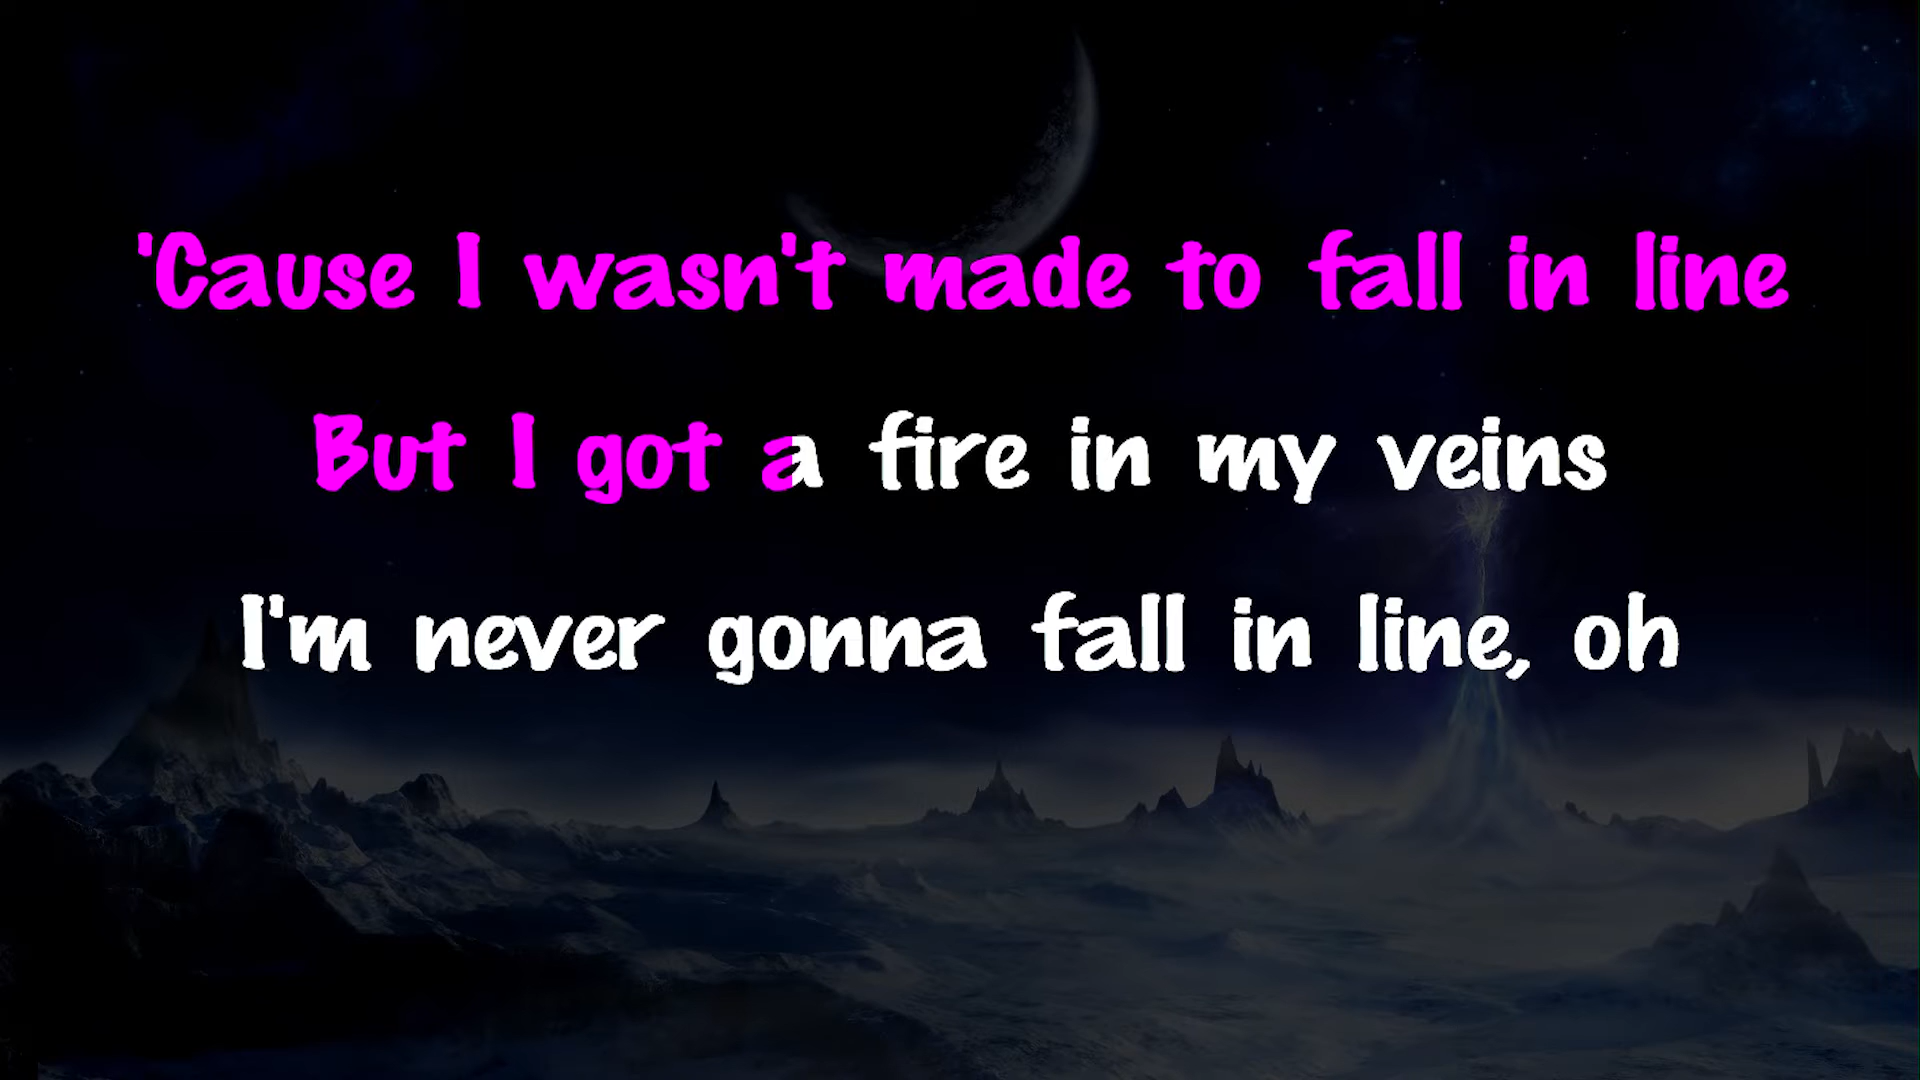 'Cause I wasn't made to fall in line
But I got a fire in my veins
I'm never gonna fall in line, oh